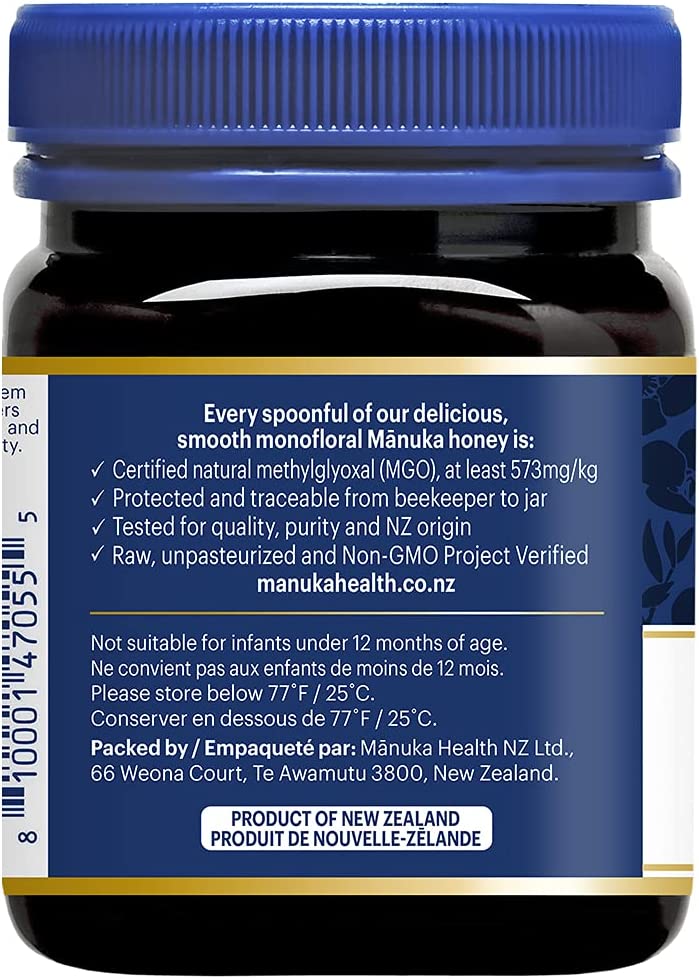 em
ers
and
ty.
8 10001 47055 5
Every spoonful of our delicious,
smooth monofloral Mānuka honey is:
✓ Certified natural methylglyoxal (MGO), at least 573mg/kg
✓ Protected and traceable from beekeeper to jar
✓ Tested for quality, purity and NZ origin
✓ Raw, unpasteurized and Non-GMO Project Verified
manukahealth.co.nz
Not suitable for infants under 12 months of age.
Ne convient pas aux enfants de moins de 12 mois.
Please store below 77˚F / 25˚C.
Conserver en dessous de 77˚F / 25˚C.
Packed by / Empaqueté par: Mānuka Health NZ Ltd.,
66 Weona Court, Te Awamutu 3800, New Zealand.
PRODUCT OF NEW ZEALAND
PRODUIT DE NOUVELLE-ZĒLANDE